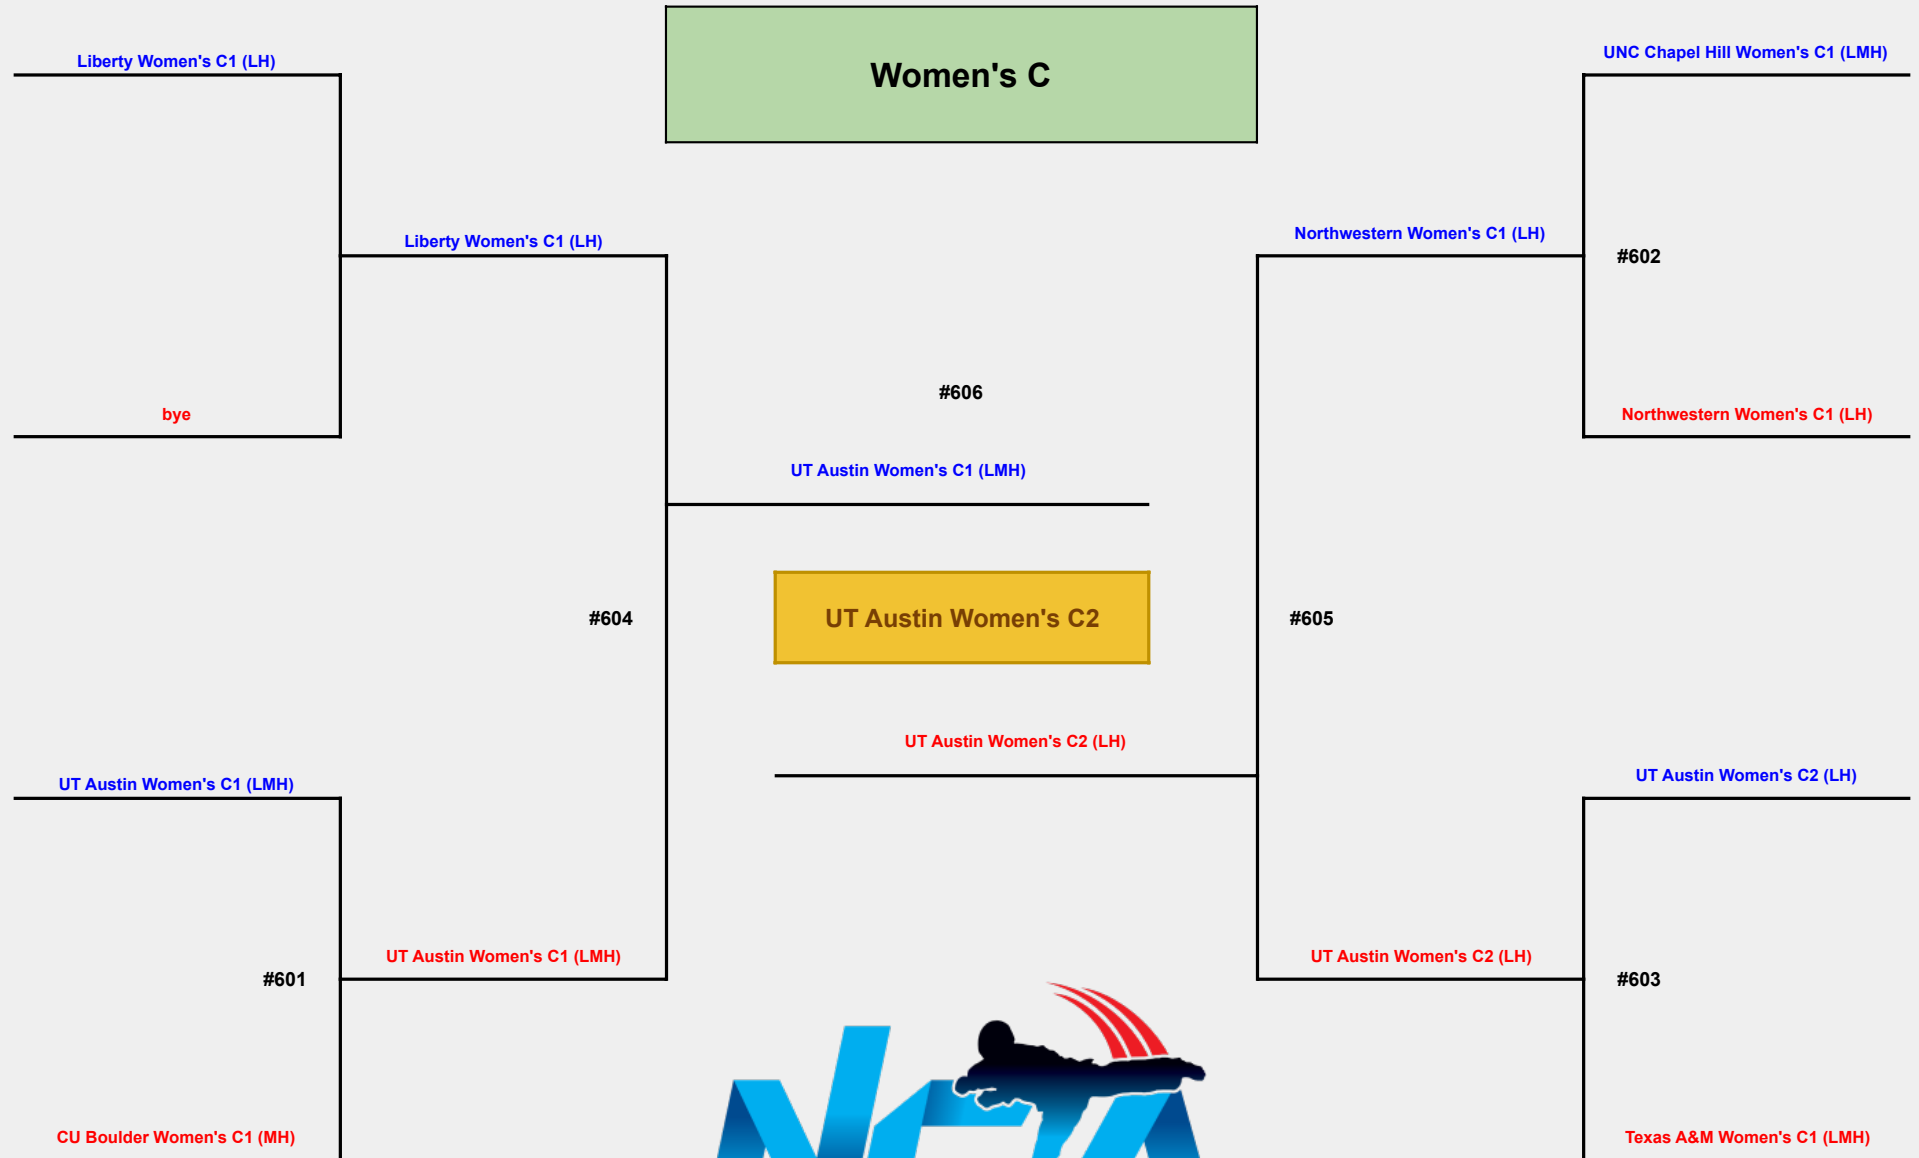 Women's C
Liberty Women's C1 (LH)
UNC Chapel Hill Women's C1 (LMH)
Liberty Women's C1 (LH)
Northwestern Women's C1 (LH)
#602
#606
bye
Northwestern Women's C1 (LH)
UT Austin Women's C1 (LMH)
#604
UT Austin Women's C2
#605
UT Austin Women's C2 (LH)
UT Austin Women's C1 (LMH)
UT Austin Women's C2 (LH)
#601
UT Austin Women's C1 (LMH)
UT Austin Women's C2 (LH)
#603
CU Boulder Women's C1 (MH)
Texas A&M Women's C1 (LMH)